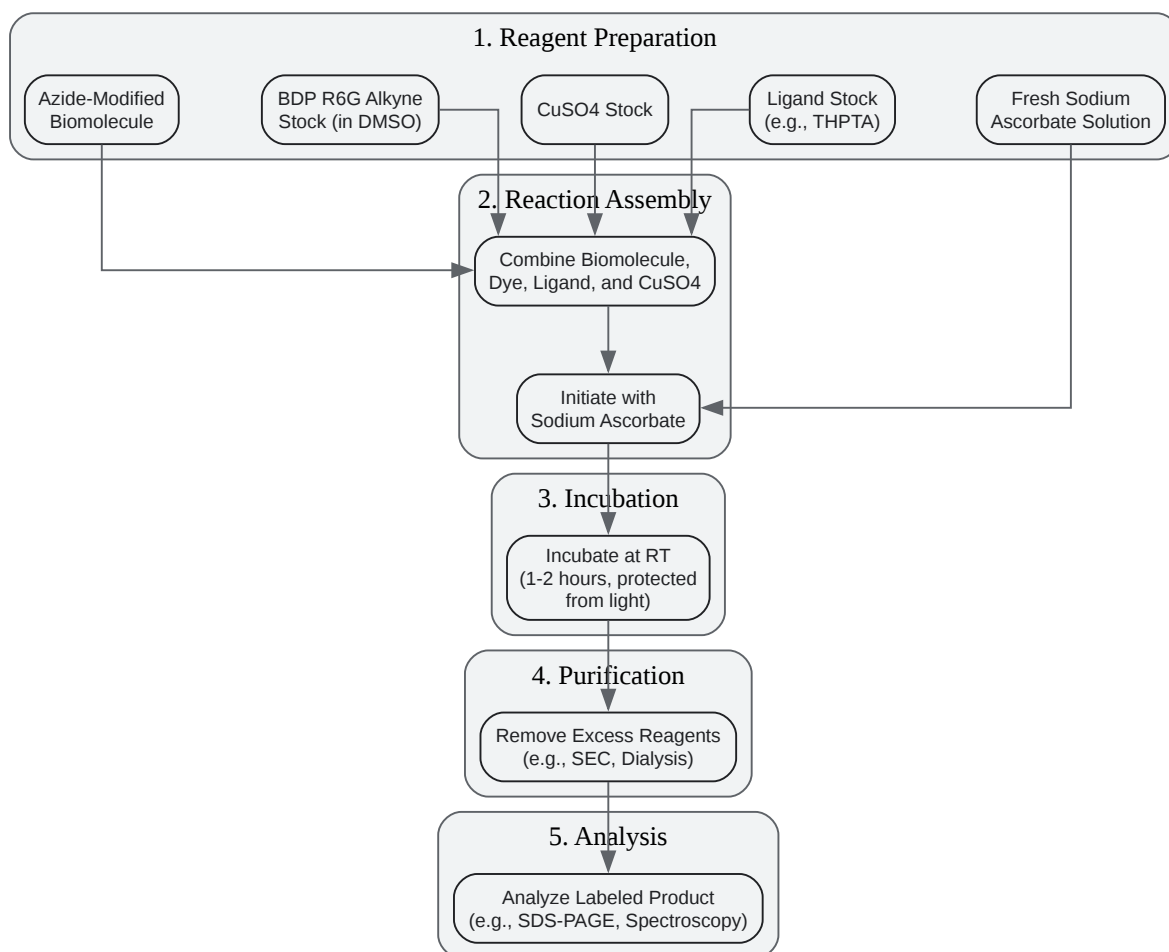 1. Reagent Preparation
Azide-Modified
Biomolecule
BDP R6G Alkyne
Stock (in DMSO)
CuSO4 Stock
Ligand Stock
(e.g., THPTA)
Fresh Sodium
Ascorbate Solution
2. Reaction Assembly
Combine Biomolecule,
Dye, Ligand, and CuSO4
Initiate with
Sodium Ascorbate
3. Incubation
Incubate at RT
(1-2 hours, protected
from light)
4. Purification
Remove Excess Reagents
(e.g., SEC, Dialysis)
5. Analysis
Analyze Labeled Product
(e.g., SDS-PAGE, Spectroscopy)